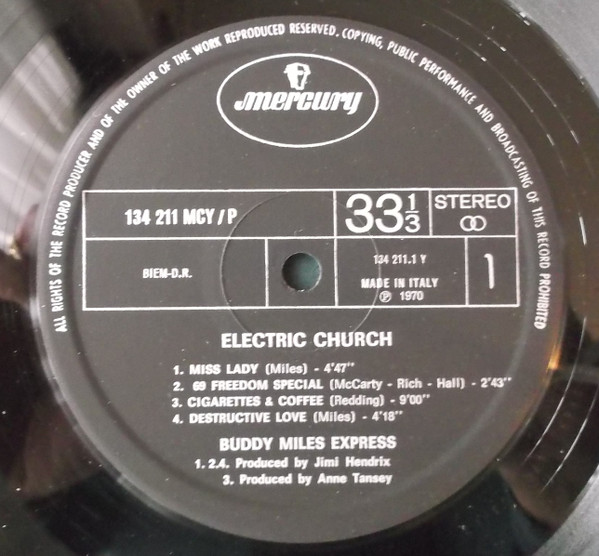 ALL RIGHTS OF THE RECORD PRODUCER AND OF THE OWNER OF THE WORK REPRODUCED RESERVED. COPYING, PUBLIC PERFORMANCE AND BROADCASTING OF THIS RECORD PROHIBITED
mercury
134 211 MCY / P
33 1/3
STEREO
BIEM-D.R.
134 211.1 Y
MADE IN ITALY
℗ 1970
1
ELECTRIC CHURCH
1. MISS LADY (Miles) - 4'47"
2. 69 FREEDOM SPECIAL (McCarty - Rich - Hall) - 2'43"
3. CIGARETTES & COFFEE (Redding) - 9'00"
4. DESTRUCTIVE LOVE (Miles) - 4'18"
BUDDY MILES EXPRESS
1. 2.4. Produced by Jimi Hendrix
3. Produced by Anne Tansey